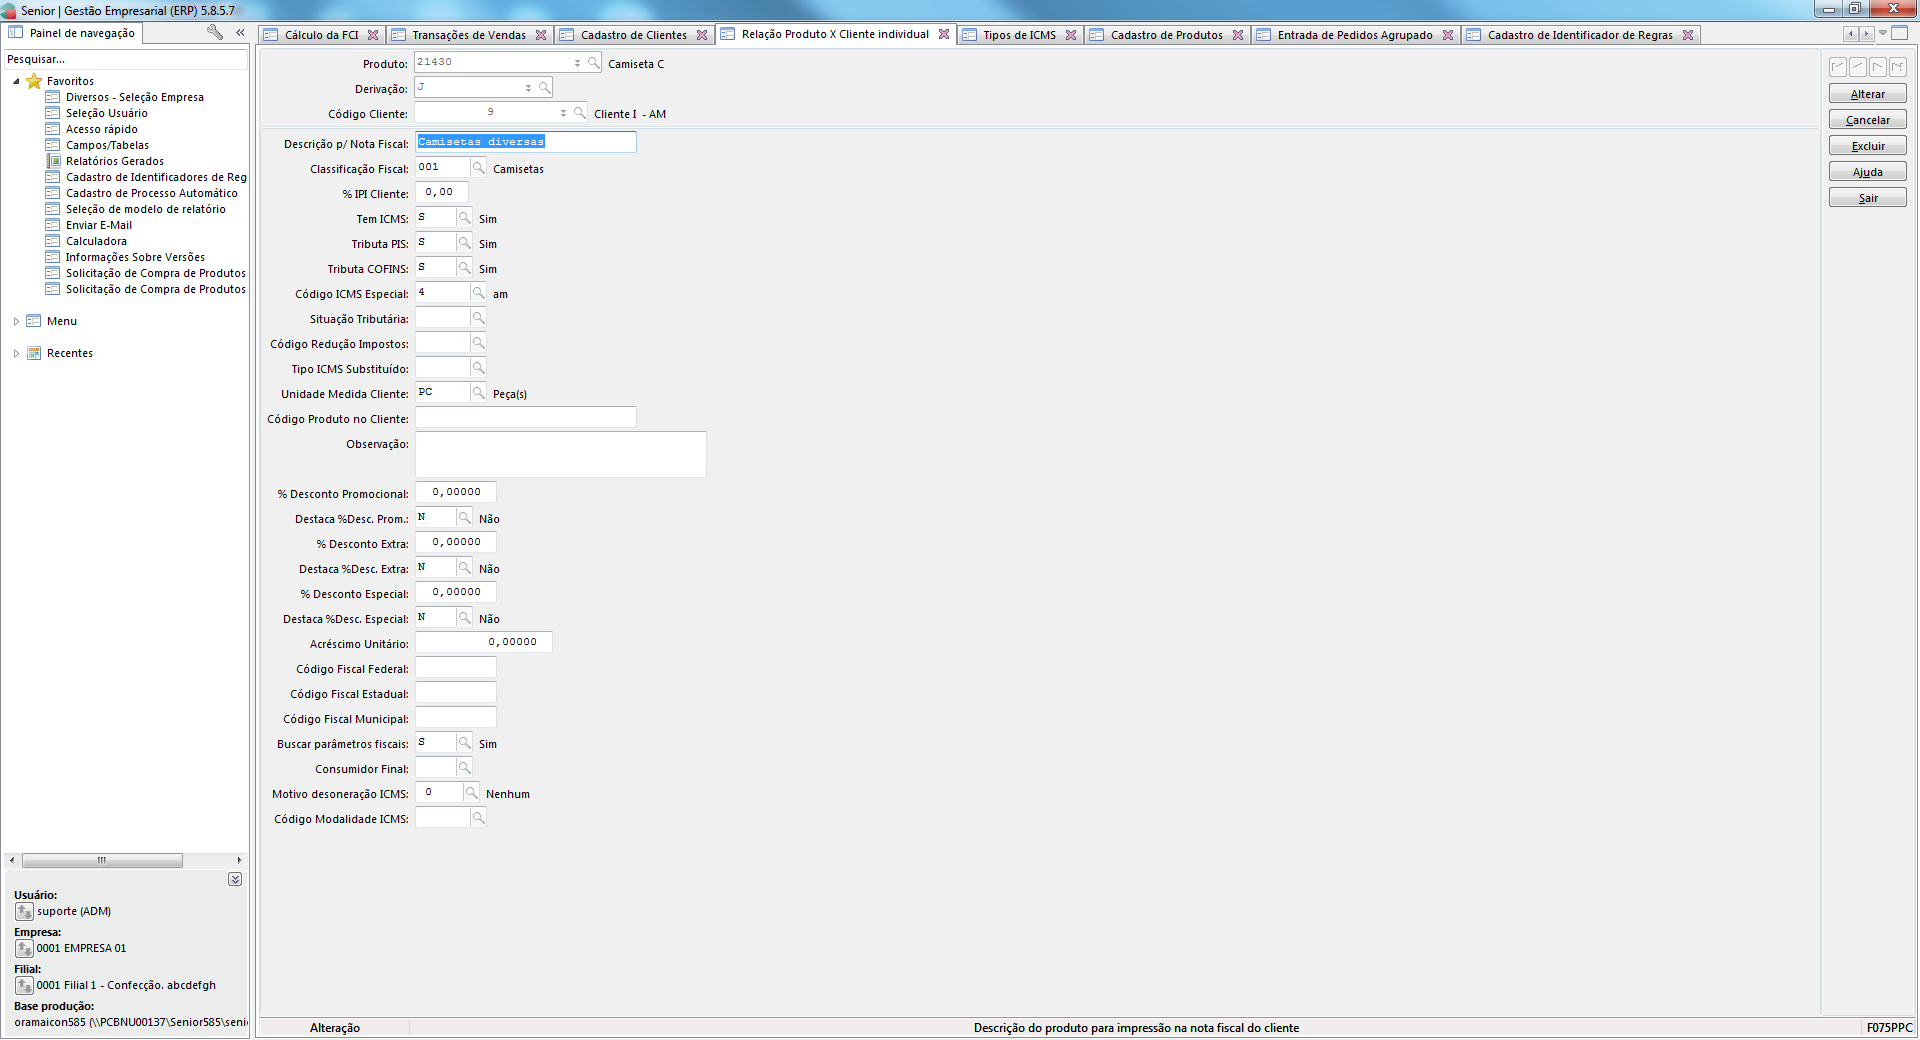 Senior | Gestão Empresarial (ERP) 5.8.5.7
Painel de navegação
Cálculo da FCI
Transações de Vendas
Cadastro de Clientes
Relação Produto X Cliente individual
Tipos de ICMS
Cadastro de Produtos
Entrada de Pedidos Agrupado
Cadastro de Identificador de Regras
Pesquisar...
Favoritos
Diversos - Seleção Empresa
Seleção Usuário
Acesso rápido
Campos/Tabelas
Relatórios Gerados
Cadastro de Identificadores de Reg
Cadastro de Processo Automático
Seleção de modelo de relatório
Enviar E-Mail
Calculadora
Informações Sobre Versões
Solicitação de Compra de Produtos
Solicitação de Compra de Produtos
Menu
Recentes
Usuário:
suporte (ADM)
Empresa:
0001 EMPRESA 01
Filial:
0001 Filial 1 - Confecção. abcdefgh
Base produção:
oramaicon585 (\\PCBNU00137\Senior585\seni
Produto: 21430 Camiseta C
Derivação: J
Código Cliente: 9 Cliente I - AM
Descrição p/ Nota Fiscal: Camisetas diversas
Classificação Fiscal: 001 Camisetas
% IPI Cliente: 0,00
Tem ICMS: S Sim
Tributa PIS: S Sim
Tributa COFINS: S Sim
Código ICMS Especial: 4 am
Situação Tributária:
Código Redução Impostos:
Tipo ICMS Substituído:
Unidade Medida Cliente: PC Peça(s)
Código Produto no Cliente:
Observação:
% Desconto Promocional: 0,00000
Destaca %Desc. Prom.: N Não
% Desconto Extra: 0,00000
Destaca %Desc. Extra: N Não
% Desconto Especial: 0,00000
Destaca %Desc. Especial: N Não
Acréscimo Unitário: 0,00000
Código Fiscal Federal:
Código Fiscal Estadual:
Código Fiscal Municipal:
Buscar parâmetros fiscais: S Sim
Consumidor Final:
Motivo desoneração ICMS: 0 Nenhum
Código Modalidade ICMS:
Alterar
Cancelar
Excluir
Ajuda
Sair
Alteração
Descrição do produto para impressão na nota fiscal do cliente
F075PPC